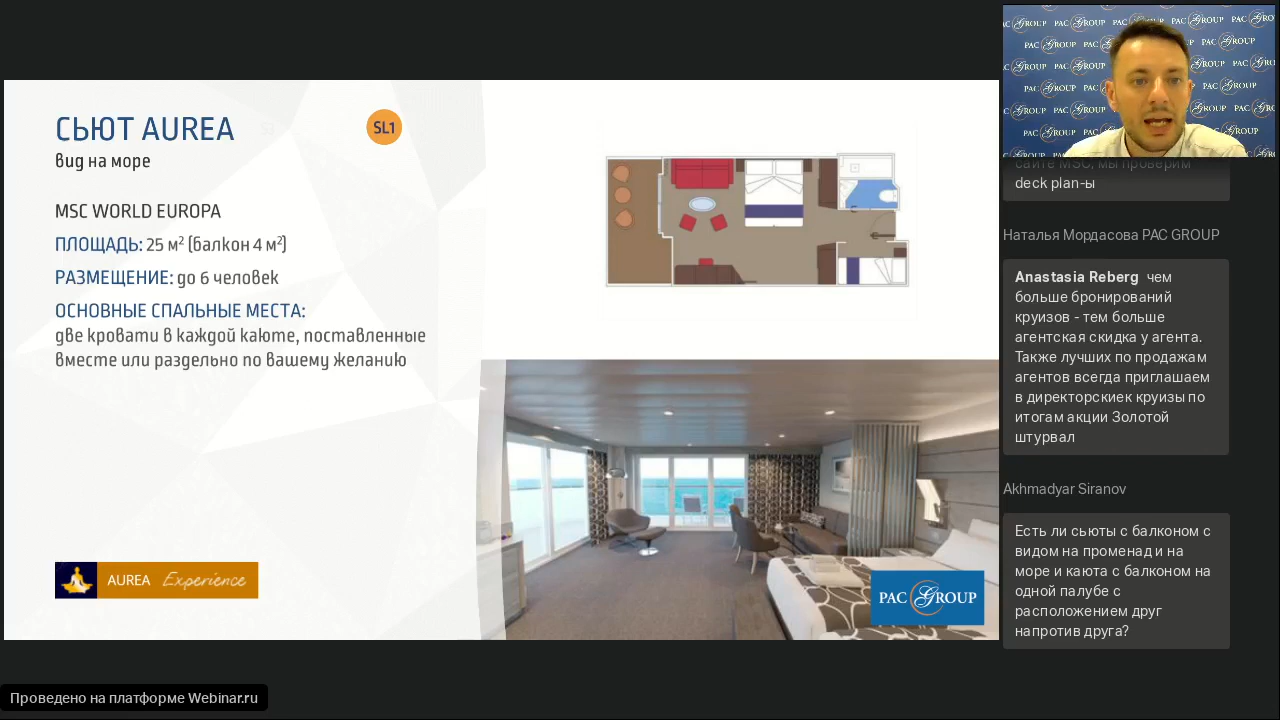 СЬЮТ AUREA
SL1
вид на море
MSC WORLD EUROPA
ПЛОЩАДЬ: 25 м² (балкон 4 м²)
РАЗМЕЩЕНИЕ: до 6 человек
ОСНОВНЫЕ СПАЛЬНЫЕ МЕСТА:
две кровати в каждой каюте, поставленные
вместе или раздельно по вашему желанию
AUREA Experience
PAC GROUP
Проведено на платформе Webinar.ru
сайте MSC, мы проверим
deck plan-ы
Наталья Мордасова PAC GROUP
Anastasia Reberg чем
больше бронирований
круизов - тем больше
агентская скидка у агента.
Также лучших по продажам
агентов всегда приглашаем
в директорскиек круизы по
итогам акции Золотой
штурвал
Akhmadyar Siranov
Есть ли сьюты с балконом с
видом на променад и на
море и каюта с балконом на
одной палубе с
расположением друг
напротив друга?